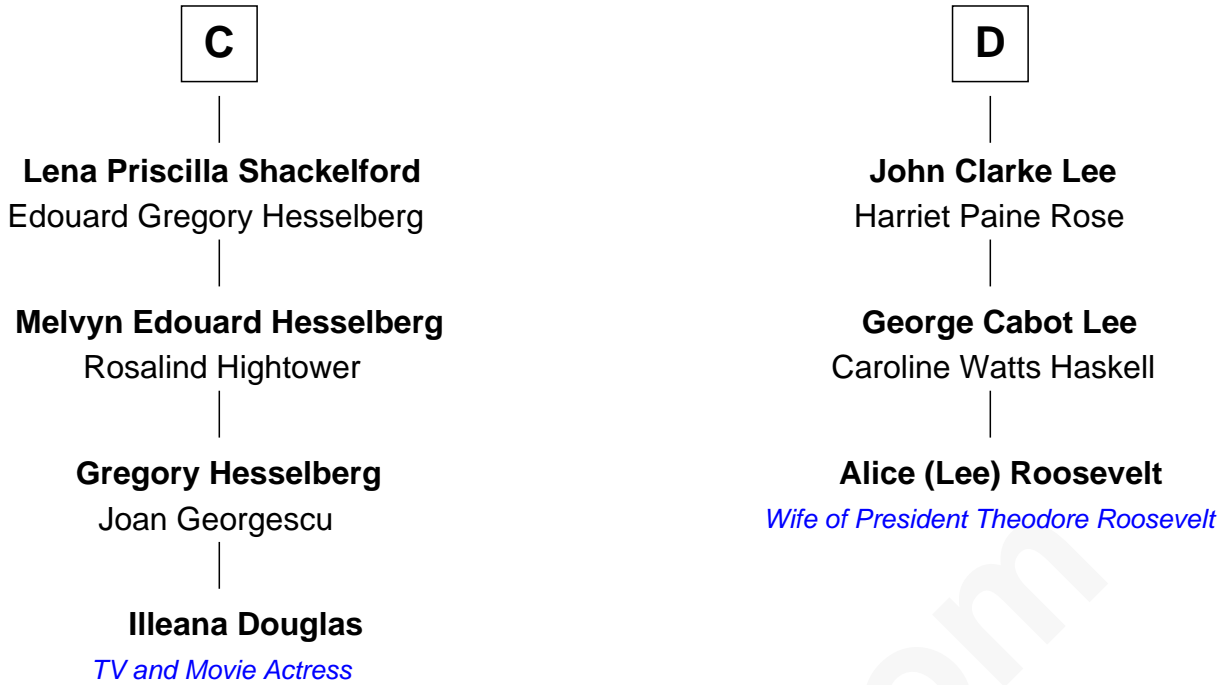 C
Lena Priscilla Shackelford
Edouard Gregory Hesselberg
Melvyn Edouard Hesselberg
Rosalind Hightower
Gregory Hesselberg
Joan Georgescu
Illeana Douglas
TV and Movie Actress
D
John Clarke Lee
Harriet Paine Rose
George Cabot Lee
Caroline Watts Haskell
Alice (Lee) Roosevelt
Wife of President Theodore Roosevelt
om